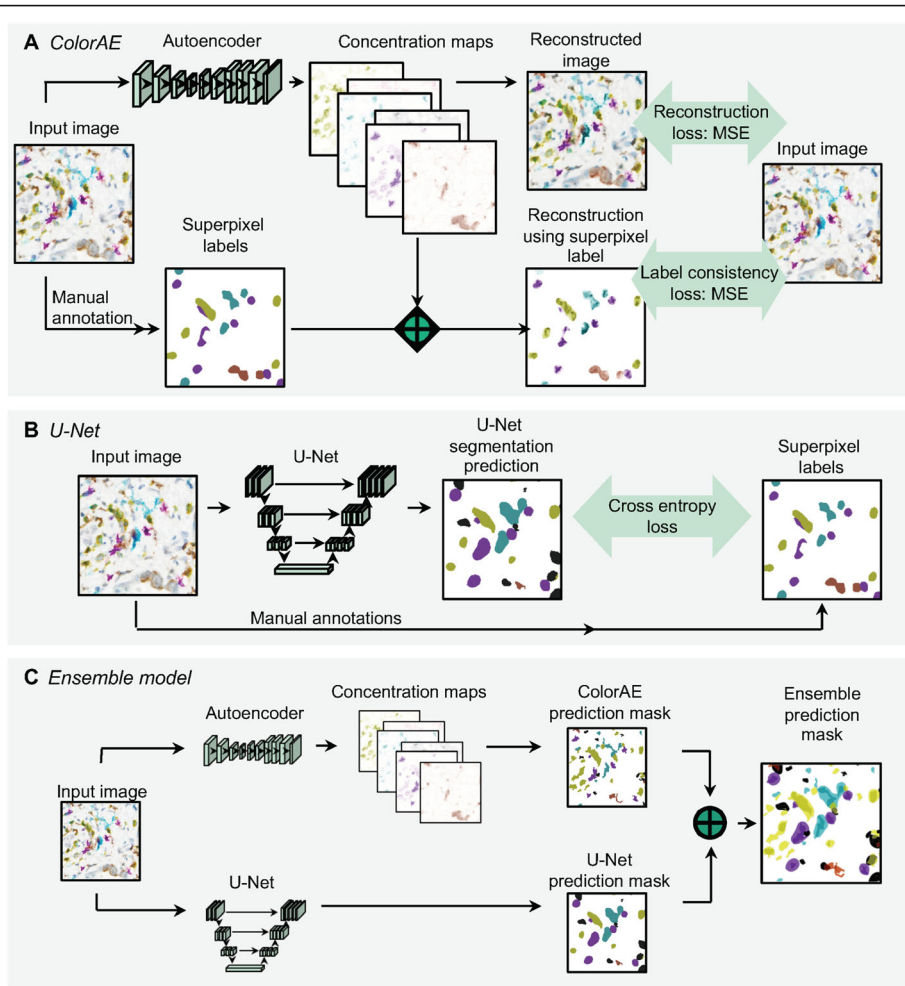 A ColorAE
Autoencoder
Concentration maps
Reconstructed
image
Input image
Reconstruction
loss: MSE
Input image
Superpixel
labels
Reconstruction
using superpixel
label
Manual
annotation
Label consistency
loss: MSE
B U-Net
Input image
U-Net
U-Net
segmentation
prediction
Superpixel
labels
Cross entropy
loss
Manual annotations
C Ensemble model
Autoencoder
Concentration maps
ColorAE
prediction mask
Ensemble
prediction
mask
Input image
U-Net
U-Net
prediction mask